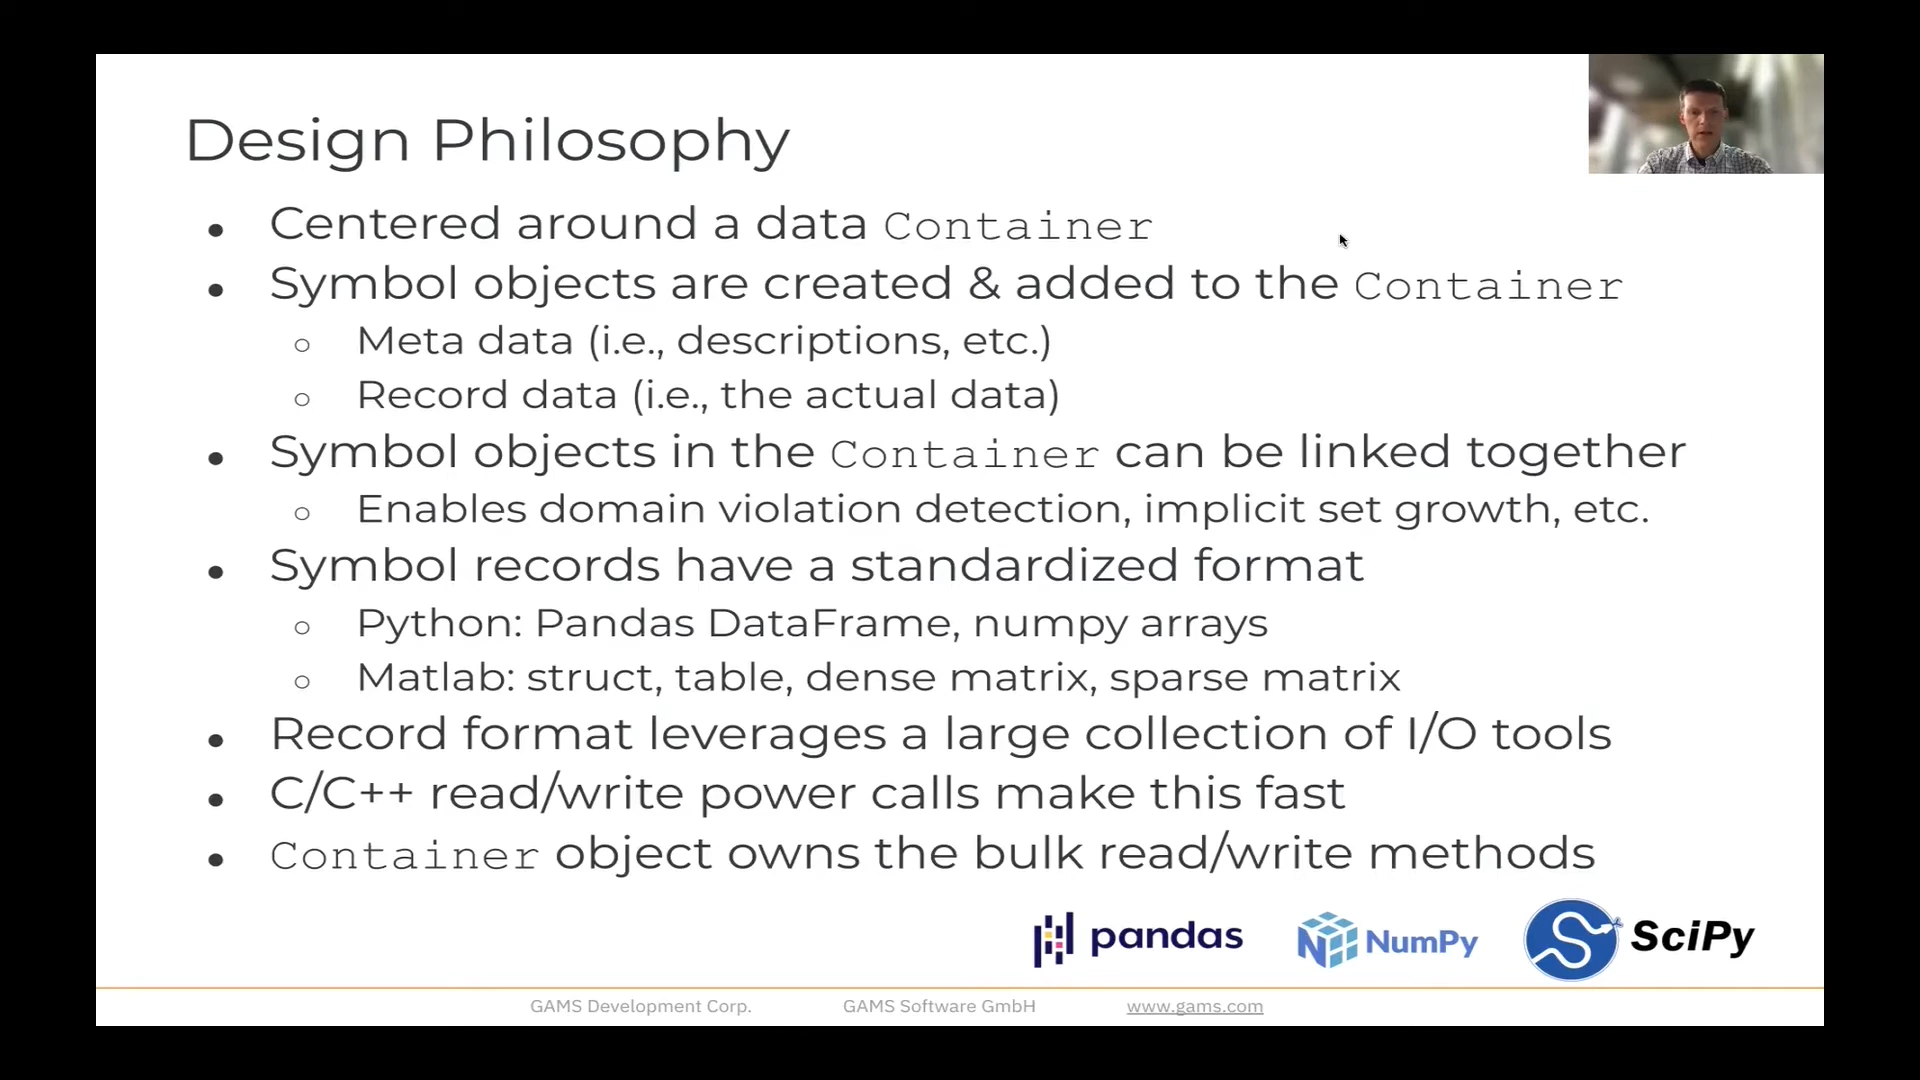 Design Philosophy
● Centered around a data Container
● Symbol objects are created & added to the Container
○ Meta data (i.e., descriptions, etc.)
○ Record data (i.e., the actual data)
● Symbol objects in the Container can be linked together
○ Enables domain violation detection, implicit set growth, etc.
● Symbol records have a standardized format
○ Python: Pandas DataFrame, numpy arrays
○ Matlab: struct, table, dense matrix, sparse matrix
● Record format leverages a large collection of I/O tools
● C/C++ read/write power calls make this fast
● Container object owns the bulk read/write methods
pandas NumPy SciPy
GAMS Development Corp. GAMS Software GmbH www.gams.com